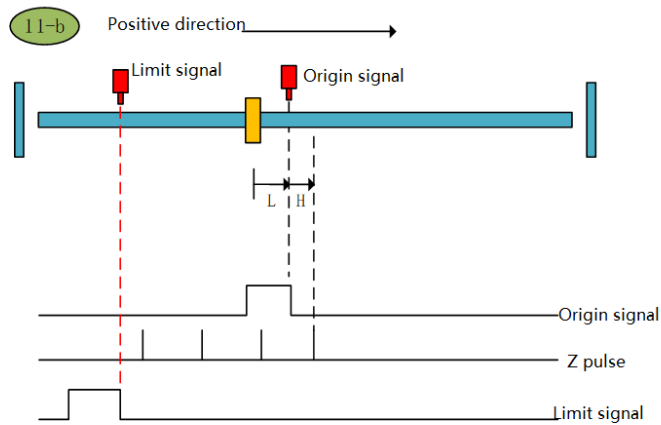 11-b
Positive direction
Limit signal
Origin signal
L
H
Origin signal
Z pulse
Limit signal